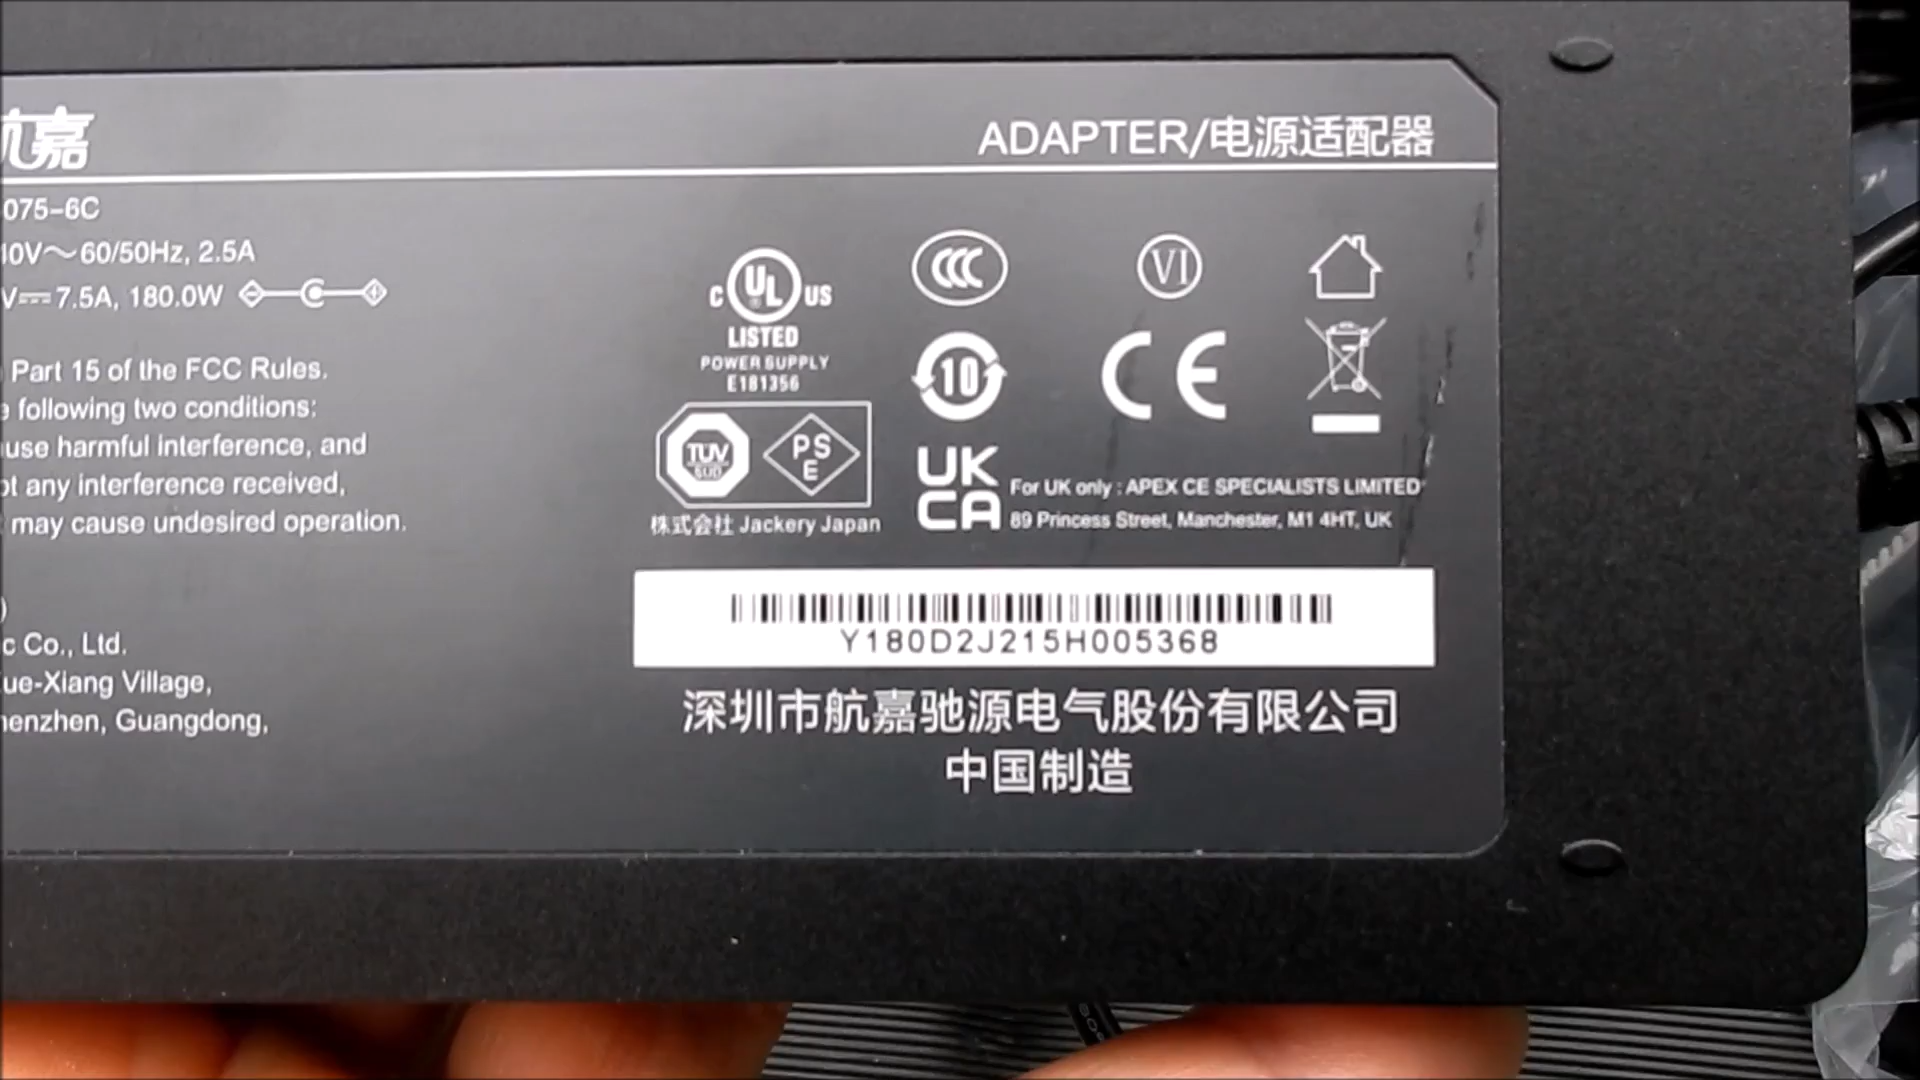 航嘉
ADAPTER/电源适配器
075-6C
0V～60/50Hz, 2.5A
V⎓7.5A, 180.0W
Part 15 of the FCC Rules.
following two conditions:
use harmful interference, and
ot any interference received,
may cause undesired operation.
)
c Co., Ltd.
ue-Xiang Village,
henzhen, Guangdong,
C UL US
LISTED
POWER SUPPLY
E181356
CCC
VI
10
CE
TÜV
SÜD
PS
E
株式会社 Jackery Japan
UK
CA
For UK only : APEX CE SPECIALISTS LIMITED
89 Princess Street, Manchester, M1 4HT, UK
Y180D2J215H005368
深圳市航嘉驰源电气股份有限公司
中国制造